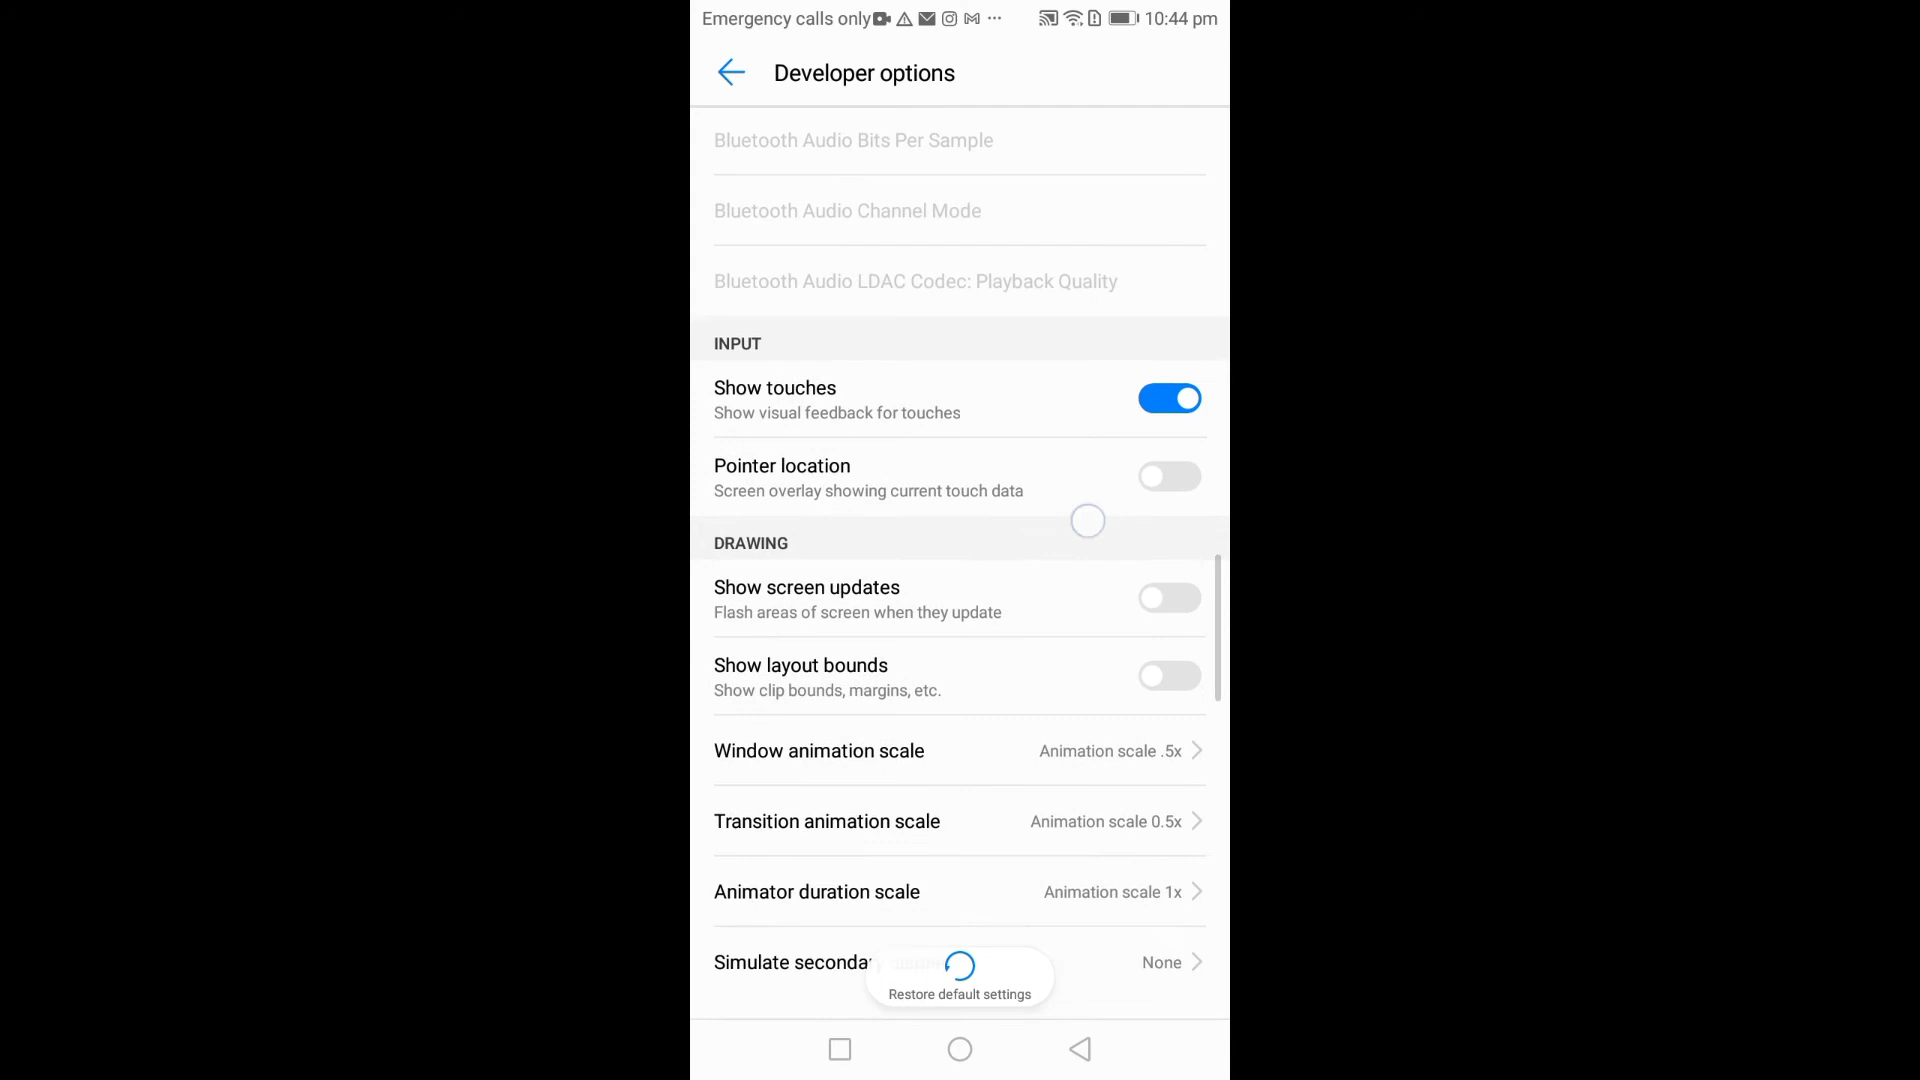 Emergency calls only
10:44 pm
Developer options
Bluetooth Audio Bits Per Sample
Bluetooth Audio Channel Mode
Bluetooth Audio LDAC Codec: Playback Quality
INPUT
Show touches
Show visual feedback for touches
Pointer location
Screen overlay showing current touch data
DRAWING
Show screen updates
Flash areas of screen when they update
Show layout bounds
Show clip bounds, margins, etc.
Window animation scale
Animation scale .5x
Transition animation scale
Animation scale 0.5x
Animator duration scale
Animation scale 1x
Simulate
None
Restore default settings